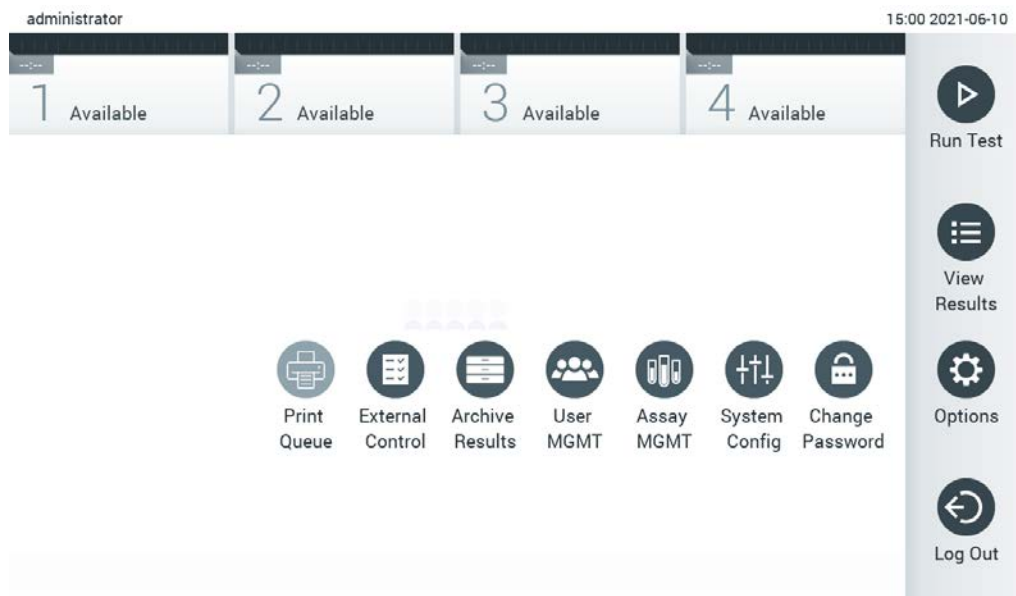 administrator
15:00 2021-06-10
--:--
--:--
--:--
--:--
1 Available
2 Available
3 Available
4 Available
Run Test
View
Results
Print
Queue
External
Control
Archive
Results
User
MGMT
Assay
MGMT
System
Config
Change
Password
Options
Log Out